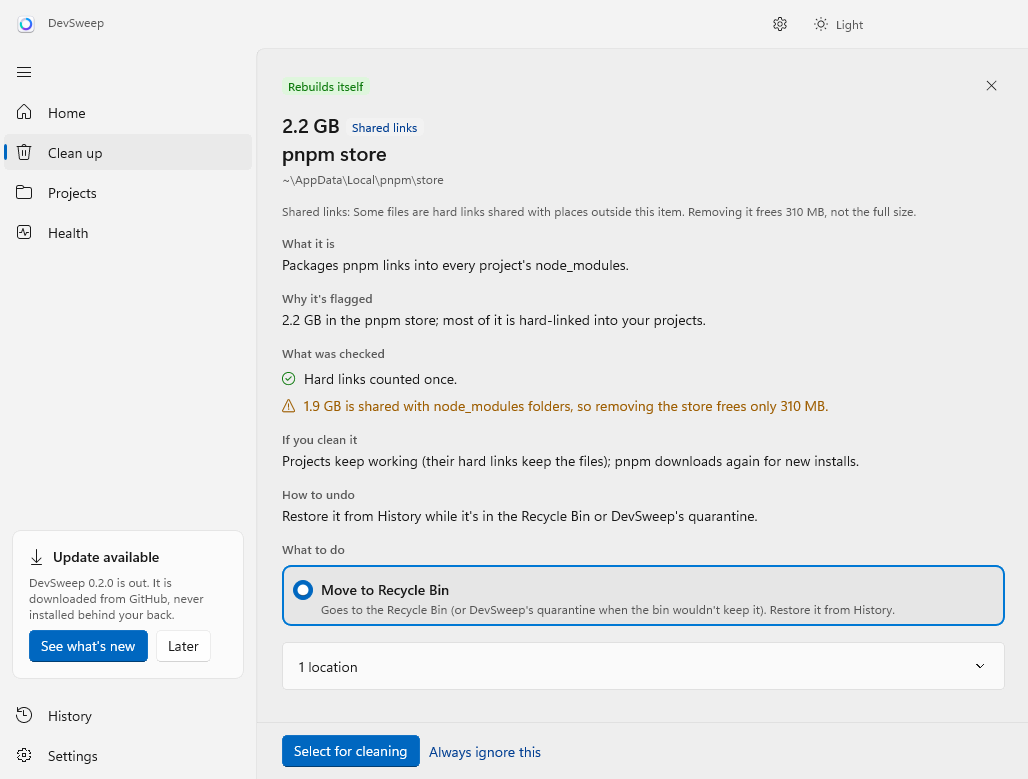 DevSweep
Light
Home
Clean up
Projects
Health
Update available
DevSweep 0.2.0 is out. It is
downloaded from GitHub, never
installed behind your back.
See what's new
Later
History
Settings
Rebuilds itself
2.2 GB Shared links
pnpm store
~\AppData\Local\pnpm\store
Shared links: Some files are hard links shared with places outside this item. Removing it frees 310 MB, not the full size.
What it is
Packages pnpm links into every project's node_modules.
Why it's flagged
2.2 GB in the pnpm store; most of it is hard-linked into your projects.
What was checked
Hard links counted once.
1.9 GB is shared with node_modules folders, so removing the store frees only 310 MB.
If you clean it
Projects keep working (their hard links keep the files); pnpm downloads again for new installs.
How to undo
Restore it from History while it's in the Recycle Bin or DevSweep's quarantine.
What to do
Move to Recycle Bin
Goes to the Recycle Bin (or DevSweep's quarantine when the bin wouldn't keep it). Restore it from History.
1 location
Select for cleaning
Always ignore this